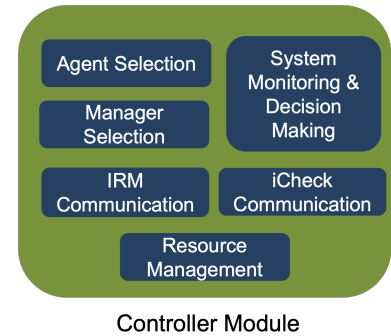 Agent Selection
System
Monitoring &
Decision
Making
Manager
Selection
IRM
Communication
iCheck
Communication
Resource
Management
Controller Module